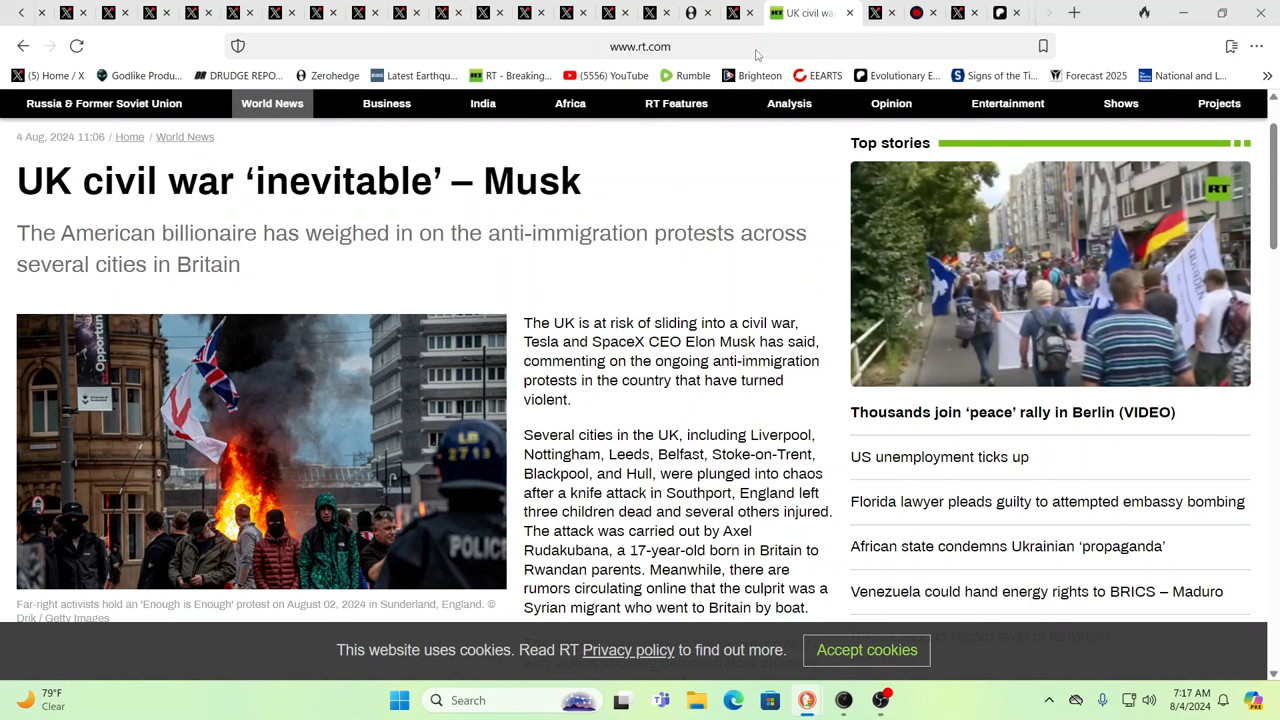 UK civil wa
www.rt.com
(5) Home / X
Godlike Produ...
DRUDGE REPO...
Zerohedge
Latest Earthqu...
RT - Breaking...
(5556) YouTube
Rumble
Brighteon
EEARTS
Evolutionary E...
Signs of the Ti...
Forecast 2025
National and L...
Russia & Former Soviet Union
World News
Business
India
Africa
RT Features
Analysis
Opinion
Entertainment
Shows
Projects
4 Aug, 2024 11:06 / Home / World News
UK civil war ‘inevitable’ – Musk
The American billionaire has weighed in on the anti-immigration protests across
several cities in Britain
Opportunity
POLICE
Far-right activists hold an 'Enough is Enough' protest on August 02, 2024 in Sunderland, England. ©
Drik / Getty Images
The UK is at risk of sliding into a civil war,
Tesla and SpaceX CEO Elon Musk has said,
commenting on the ongoing anti-immigration
protests in the country that have turned
violent.
Several cities in the UK, including Liverpool,
Nottingham, Leeds, Belfast, Stoke-on-Trent,
Blackpool, and Hull, were plunged into chaos
after a knife attack in Southport, England left
three children dead and several others injured.
The attack was carried out by Axel
Rudakubana, a 17-year-old born in Britain to
Rwandan parents. Meanwhile, there are
rumors circulating online that the culprit was a
Syrian migrant who went to Britain by boat.
Top stories
RT
Thousands join ‘peace’ rally in Berlin (VIDEO)
US unemployment ticks up
Florida lawyer pleads guilty to attempted embassy bombing
African state condemns Ukrainian ‘propaganda’
Venezuela could hand energy rights to BRICS – Maduro
This website uses cookies. Read RT Privacy policy to find out more.
Accept cookies
79°F
Clear
Search
7:17 AM
8/4/2024